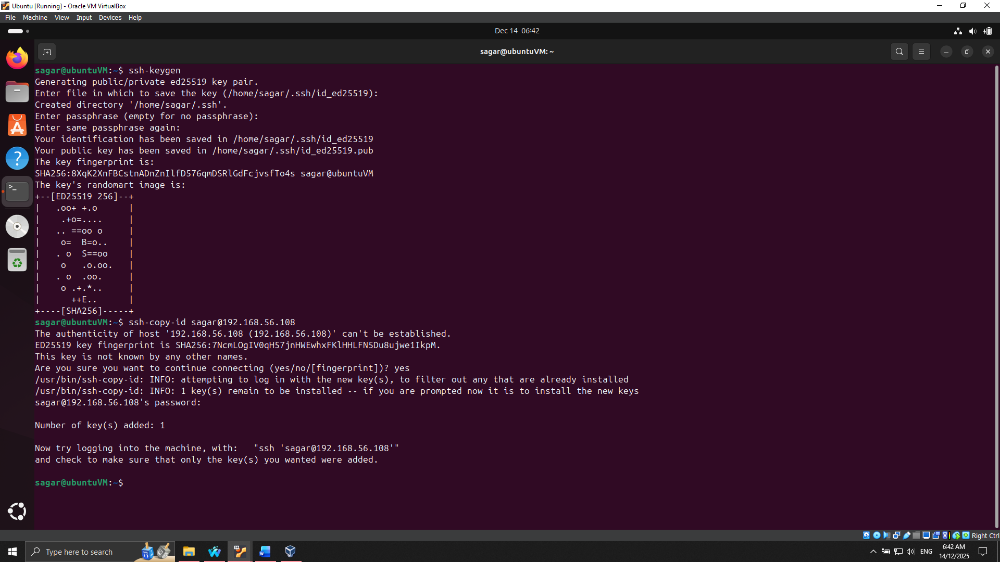 Ubuntu [Running] - Oracle VM VirtualBox
File Machine View Input Devices Help
Dec 14 06:42
sagar@ubuntuVM: ~
sagar@ubuntuVM:~$ ssh-keygen
Generating public/private ed25519 key pair.
Enter file in which to save the key (/home/sagar/.ssh/id_ed25519):
Created directory '/home/sagar/.ssh'.
Enter passphrase (empty for no passphrase):
Enter same passphrase again:
Your identification has been saved in /home/sagar/.ssh/id_ed25519
Your public key has been saved in /home/sagar/.ssh/id_ed25519.pub
The key fingerprint is:
SHA256:8XqK2XnFBCstnADnZnIlfD576qmDSRlGdFcjvsfTo4s sagar@ubuntuVM
The key's randomart image is:
+--[ED25519 256]--+
|   .oo+ +.o      |
|    .+o=....     |
|   .. ==oo o     |
|    o=  B=o..    |
|   . o  S==oo    |
|    o   .o.oo.   |
|   . o  .oo.     |
|    o .+.*..     |
|      ++E..      |
+----[SHA256]-----+
sagar@ubuntuVM:~$ ssh-copy-id sagar@192.168.56.108
The authenticity of host '192.168.56.108 (192.168.56.108)' can't be established.
ED25519 key fingerprint is SHA256:7NcmLOgIV0qH57jnHWEwhxFKlHHLFN5Du8ujwe1IkpM.
This key is not known by any other names.
Are you sure you want to continue connecting (yes/no/[fingerprint])? yes
/usr/bin/ssh-copy-id: INFO: attempting to log in with the new key(s), to filter out any that are already installed
/usr/bin/ssh-copy-id: INFO: 1 key(s) remain to be installed -- if you are prompted now it is to install the new keys
sagar@192.168.56.108's password:
Number of key(s) added: 1
Now try logging into the machine, with:   "ssh 'sagar@192.168.56.108'"
and check to make sure that only the key(s) you wanted were added.
sagar@ubuntuVM:~$
Right Ctrl
Type here to search
ENG
6:42 AM
14/12/2025